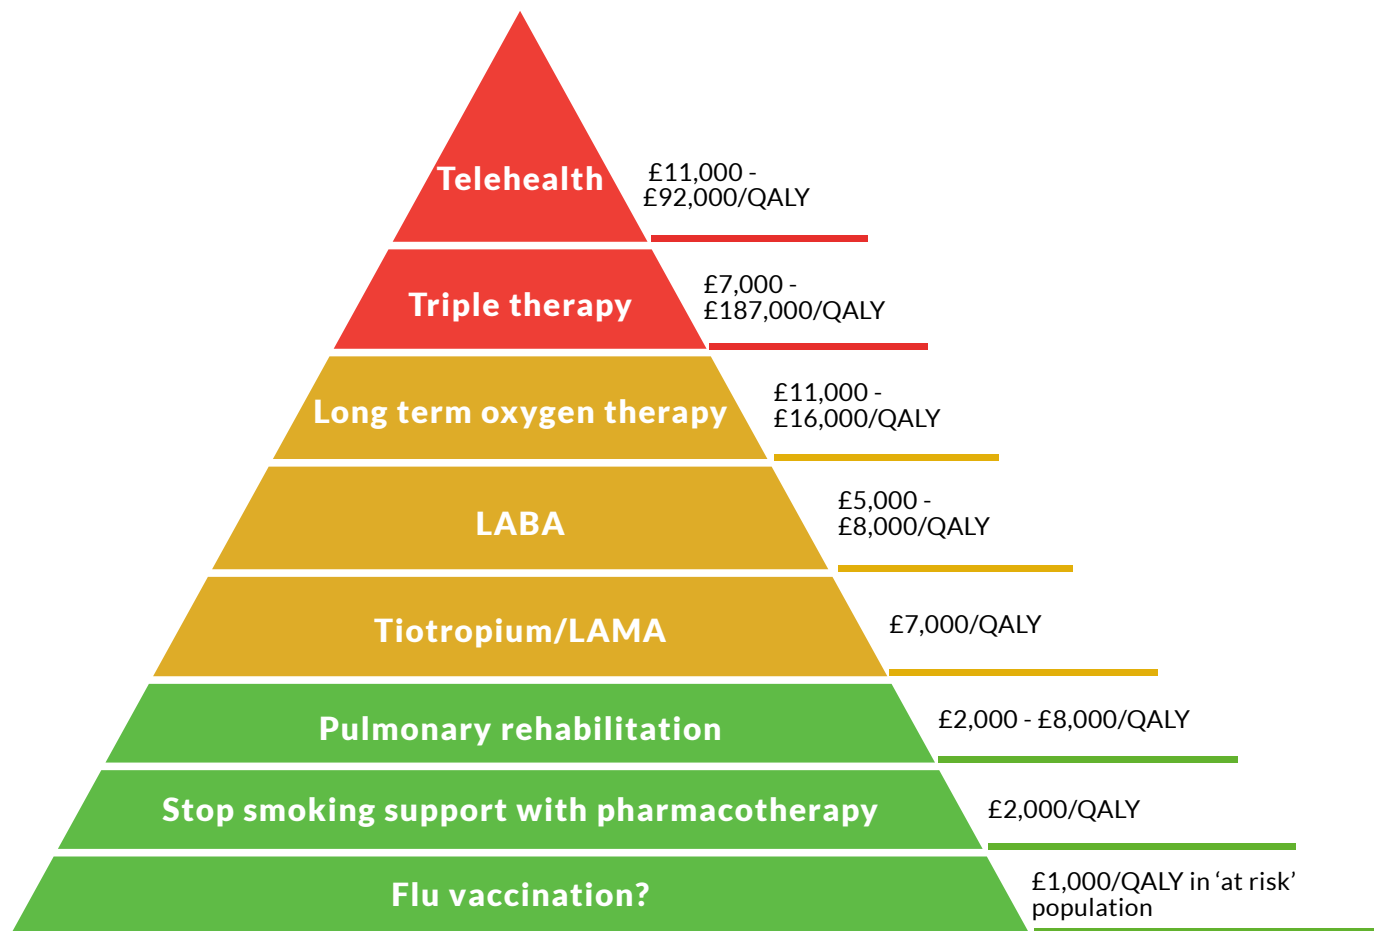 Telehealth
£11,000 -
£92,000/QALY
Triple therapy
£7,000 -
£187,000/QALY
Long term oxygen therapy
£11,000 -
£16,000/QALY
LABA
£5,000 -
£8,000/QALY
Tiotropium/LAMA
£7,000/QALY
Pulmonary rehabilitation
£2,000 - £8,000/QALY
Stop smoking support with pharmacotherapy
£2,000/QALY
Flu vaccination?
£1,000/QALY in ‘at risk’
population